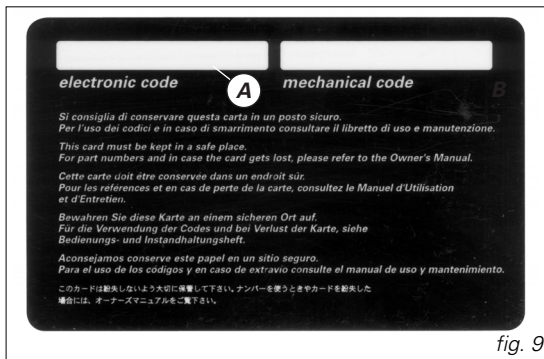 electronic code
mechanical code
A
B
Si consiglia di conservare questa carta in un posto sicuro.
Per l'uso dei codici e in caso di smarrimento consultare il libretto di uso e manutenzione.
This card must be kept in a safe place.
For part numbers and in case the card gets lost, please refer to the Owner's Manual.
Cette carte doit être conservée dans un endroit sûr.
Pour les références et en cas de perte de la carte, consultez le Manuel d'Utilisation
et d'Entretien.
Bewahren Sie diese Karte an einem sicheren Ort auf.
Für die Verwendung der Codes und bei Verlust der Karte, siehe
Bedienungs- und Instandhaltungsheft.
Aconsejamos conserve este papel en un sitio seguro.
Para el uso de los códigos y en caso de extravío consulte el manual de uso y mantenimiento.
このカードは紛失しないよう大切に保管して下さい。ナンバーを使うときやカードを紛失した
場合には、オーナーズマニュアルをご覧下さい。
fig. 9